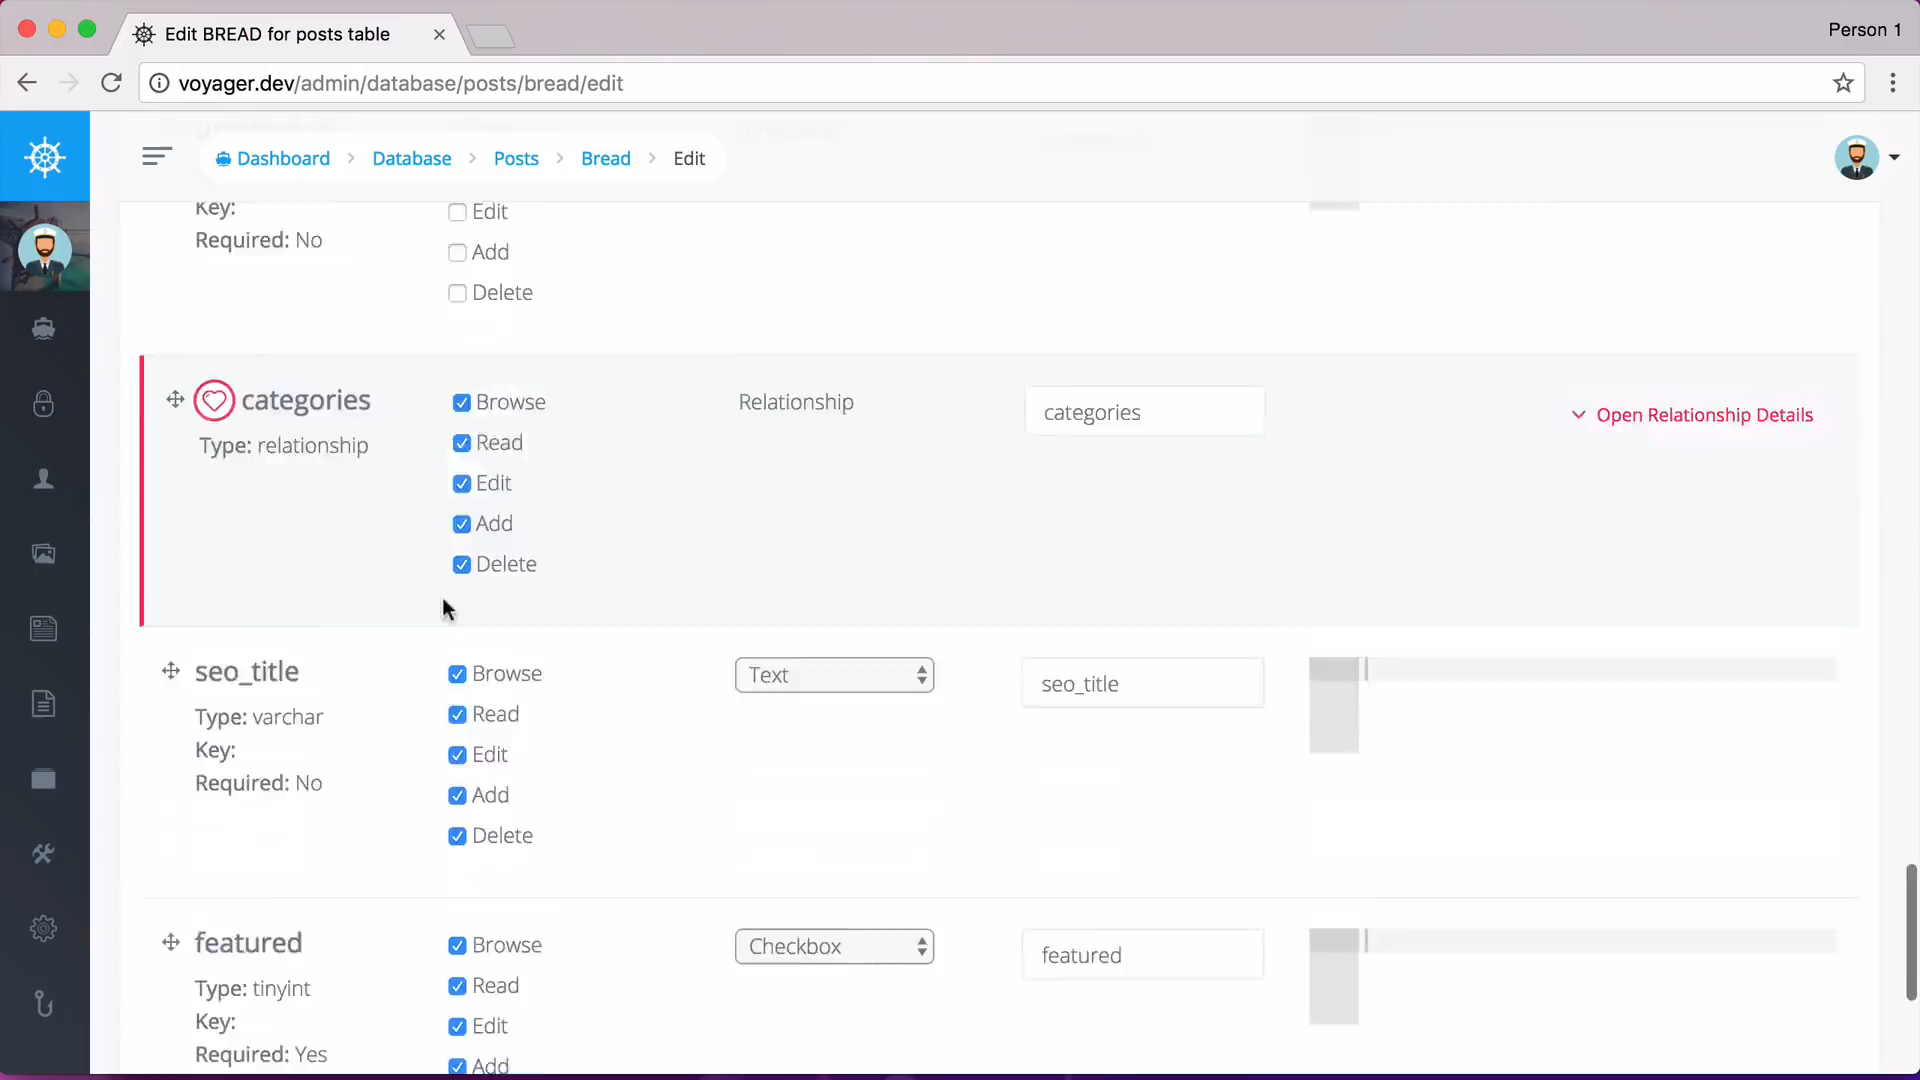 Edit BREAD for posts table
Person 1
voyager.dev/admin/database/posts/bread/edit
Dashboard > Database > Posts > Bread > Edit
Key:
Required: No
Edit
Add
Delete
categories
Type: relationship
Browse
Read
Edit
Add
Delete
Relationship
categories
Open Relationship Details
seo_title
Type: varchar
Key:
Required: No
Browse
Read
Edit
Add
Delete
Text
seo_title
featured
Type: tinyint
Key:
Required: Yes
Browse
Read
Edit
Add
Checkbox
featured